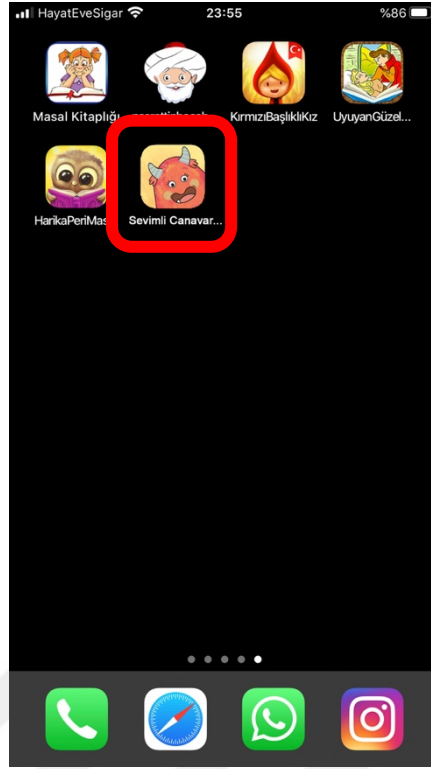 HayatEveSigar 23:55 %86
Masal Kitaplığı KırmızıBaşlıklıKız UyuyanGüzel...
HarikaPeriMas Sevimli Canavar...